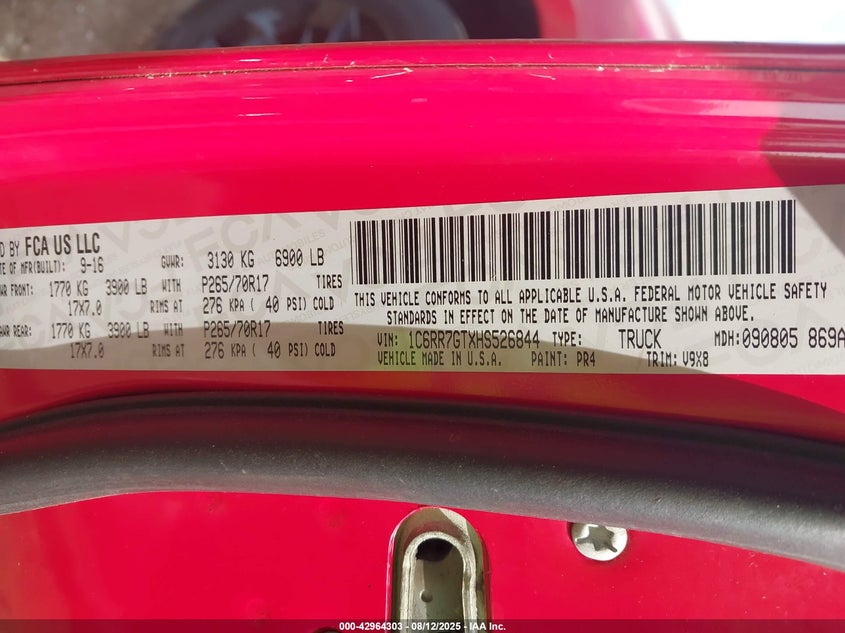 D BY FCA US LLC
TE OF MFR(BUILT): 9-16 GVWR: 3130 KG 6900 LB
WR FRONT: 1770 KG 3900 LB WITH P265/70R17 TIRES
17X7.0 RIMS AT 276 KPA ( 40 PSI) COLD
WR REAR: 1770 KG 3900 LB WITH P265/70R17 TIRES
17X7.0 RIMS AT 276 KPA ( 40 PSI) COLD
THIS VEHICLE CONFORMS TO ALL APPLICABLE U.S.A. FEDERAL MOTOR VEHICLE SAFETY
STANDARDS IN EFFECT ON THE DATE OF MANUFACTURE SHOWN ABOVE.
VIN: 1C6RR7GTXHS526844 TYPE: TRUCK MDH: 090805 869A
VEHICLE MADE IN U.S.A. PAINT: PR4 TRIM: V9X8
000-42964303 - 08/12/2025 - IAA Inc.